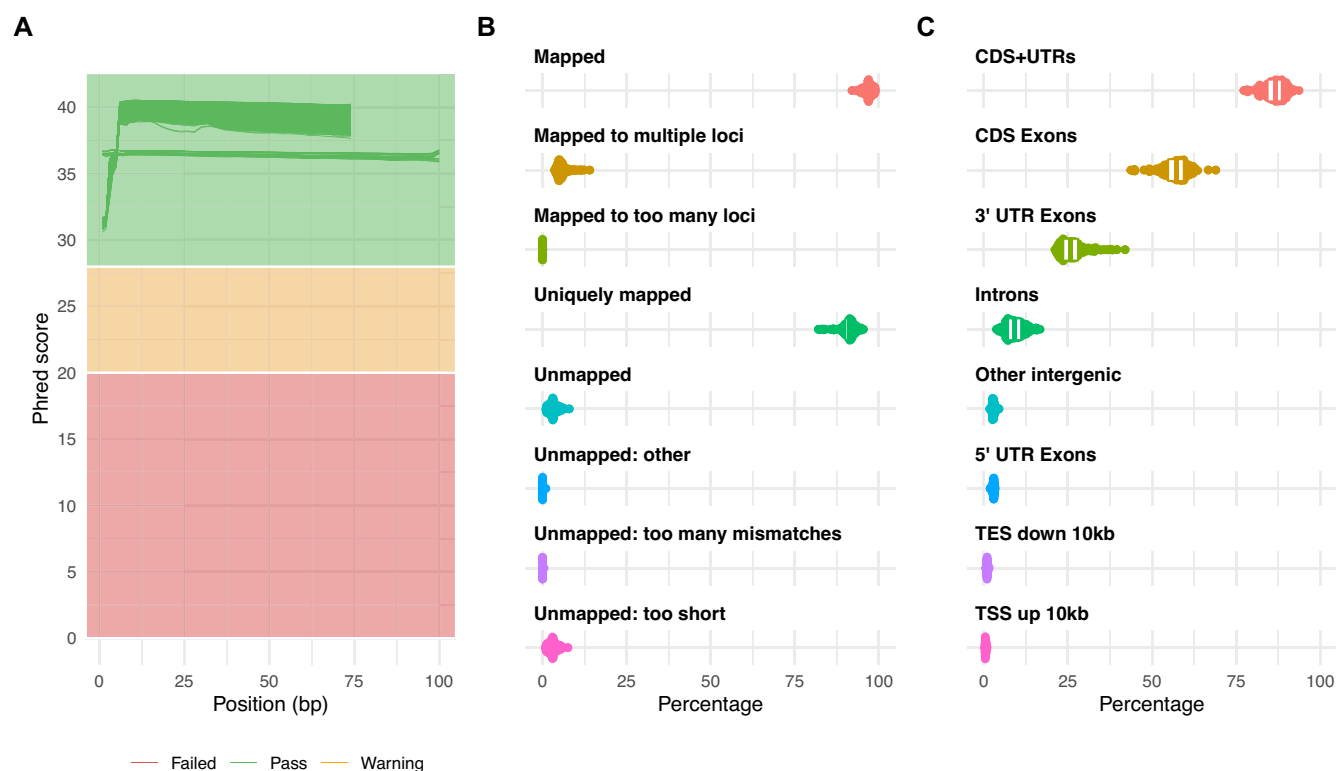 A
Phred score
40
35
30
25
20
15
10
5
0
0 25 50 75 100
Position (bp)
Failed Pass Warning
B
Mapped
Mapped to multiple loci
Mapped to too many loci
Uniquely mapped
Unmapped
Unmapped: other
Unmapped: too many mismatches
Unmapped: too short
0 25 50 75 100
Percentage
C
CDS+UTRs
CDS Exons
3' UTR Exons
Introns
Other intergenic
5' UTR Exons
TES down 10kb
TSS up 10kb
0 25 50 75 100
Percentage